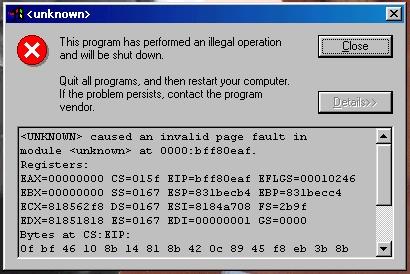 <unknown>
This program has performed an illegal operation
and will be shut down.
Close
Quit all programs, and then restart your computer.
If the problem persists, contact the program
vendor.
Details>>
<UNKNOWN> caused an invalid page fault in
module <unknown> at 0000:bff80eaf.
Registers:
EAX=00000000 CS=015f EIP=bff80eaf EFLGS=00010246
EBX=00000000 SS=0167 ESP=831becb4 EBP=831becc4
ECX=818562f8 DS=0167 ESI=8184a708 FS=2b9f
EDX=81851818 ES=0167 EDI=00000001 GS=0000
Bytes at CS:EIP:
0f bf 46 10 8b 14 81 8b 42 0c 89 45 f8 eb 3b 8b